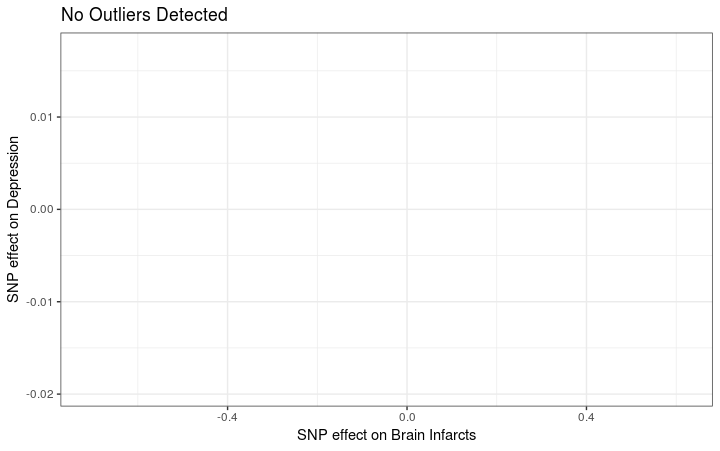 No Outliers Detected
SNP effect on Depression
0.01
0.00
-0.01
-0.02
-0.4
0.0
0.4
SNP effect on Brain Infarcts